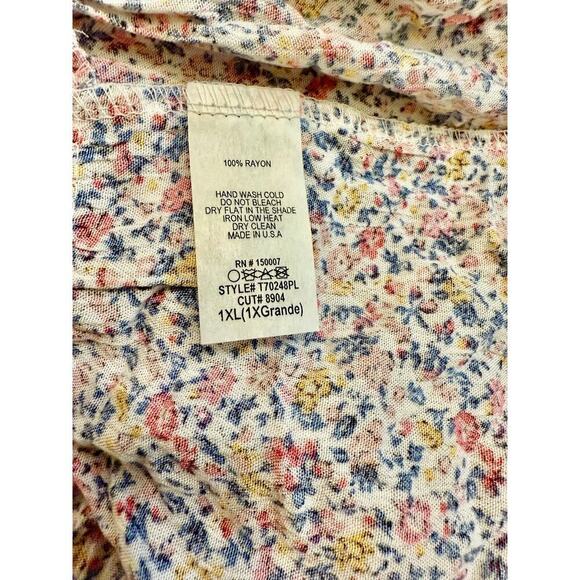 100% RAYON
HAND WASH COLD
DO NOT BLEACH
DRY FLAT IN THE SHADE
IRON LOW HEAT
DRY CLEAN
MADE IN U.S.A
RN # 150007
STYLE# T70248PL
CUT# 8904
1XL(1XGrande)